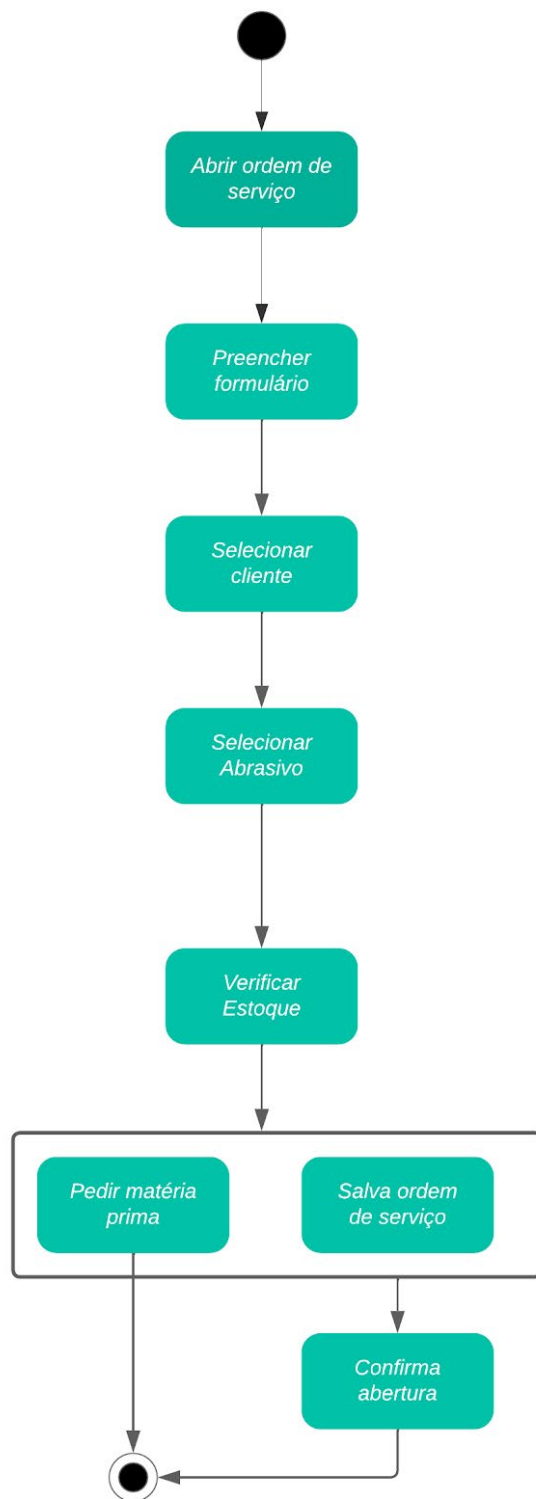 Abrir ordem de
serviço
Preencher
formulário
Selecionar
cliente
Selecionar
Abrasivo
Verificar
Estoque
Pedir matéria
prima
Salva ordem
de serviço
Confirma
abertura